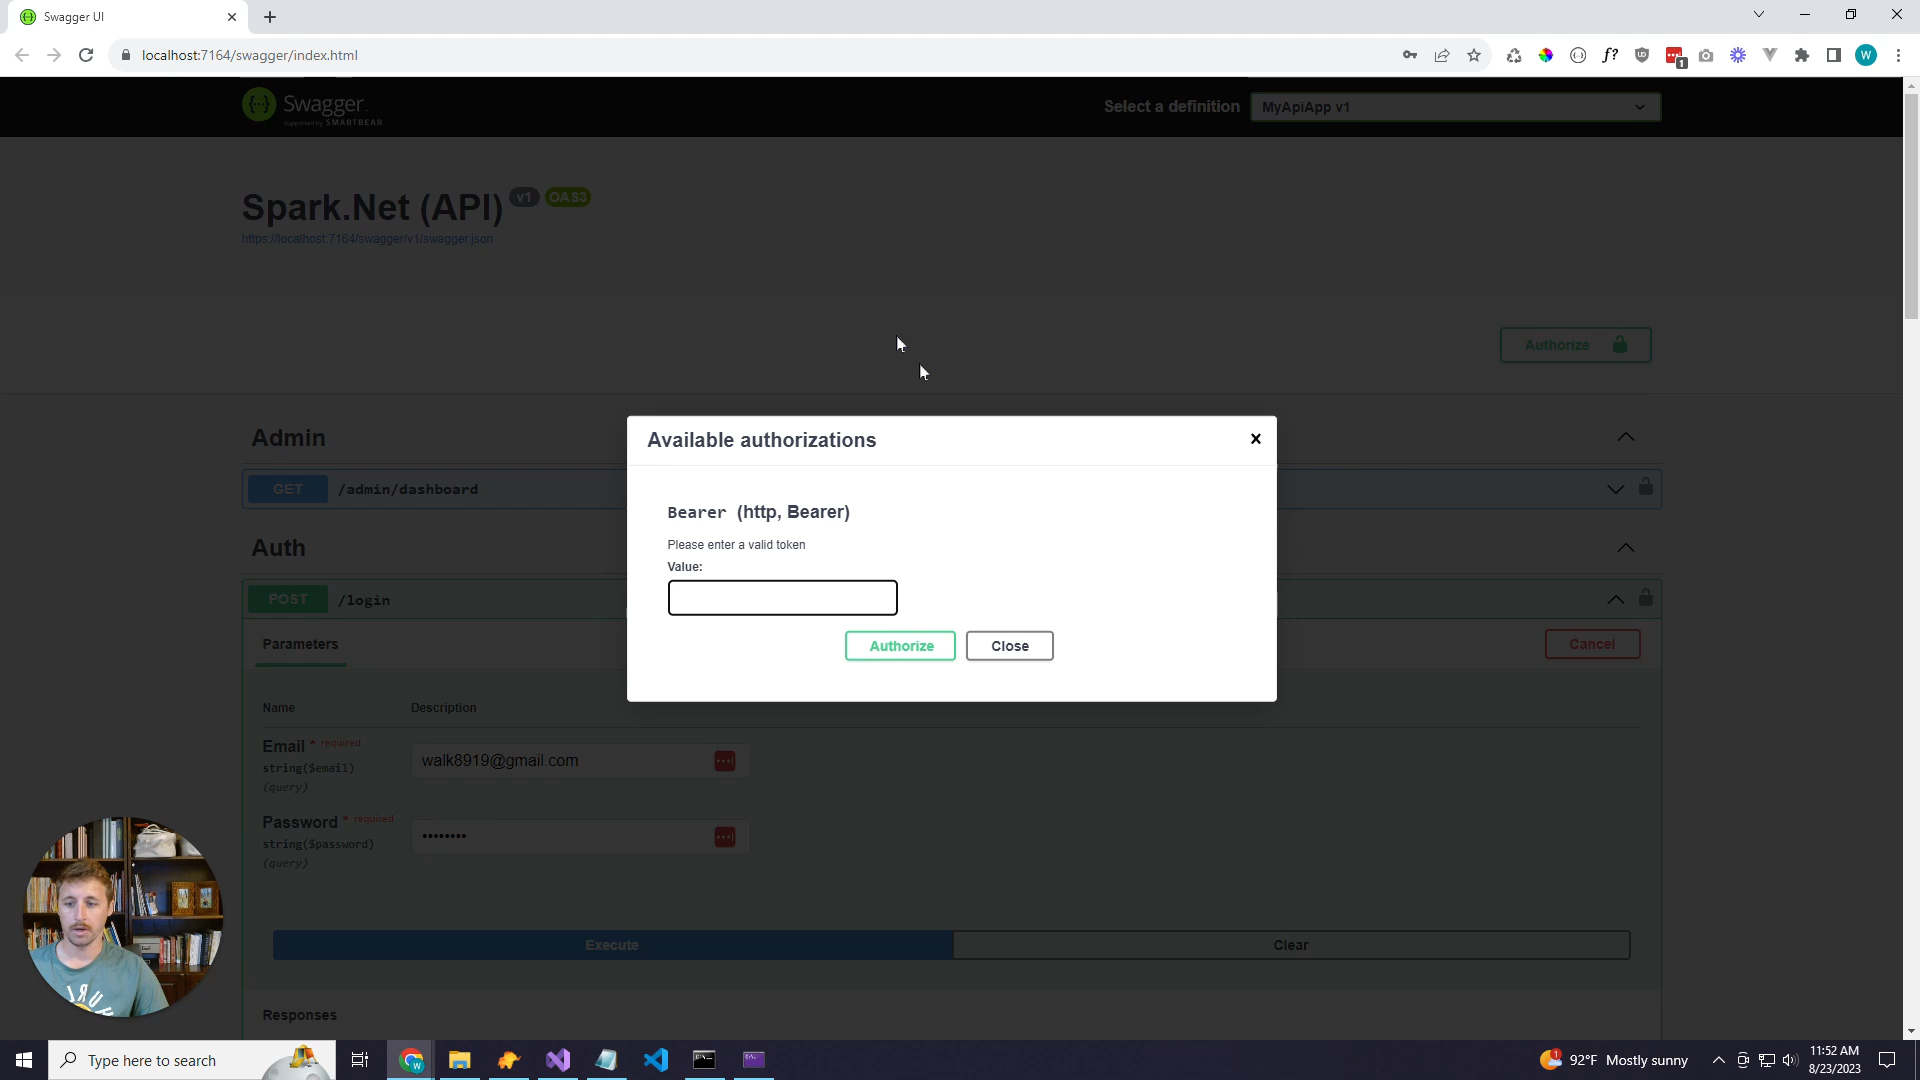 Swagger UI
localhost:7164/swagger/index.html
1
W
Swagger
Supported by SMARTBEAR
Select a definition
MyApiApp v1
Spark.Net (API)
v1
OAS3
https://localhost:7164/swagger/v1/swagger.json
Authorize
Available authorizations
Admin
GET
/admin/dashboard
Bearer (http, Bearer)
Please enter a valid token
Value:
Auth
POST
/login
Authorize
Close
Parameters
Cancel
Name
Description
Email * required
string($email)
(query)
walk8919@gmail.com
Password * required
string($password)
(query)
Execute
Clear
Responses
Type here to search
1
92°F Mostly sunny
11:52 AM
8/23/2023